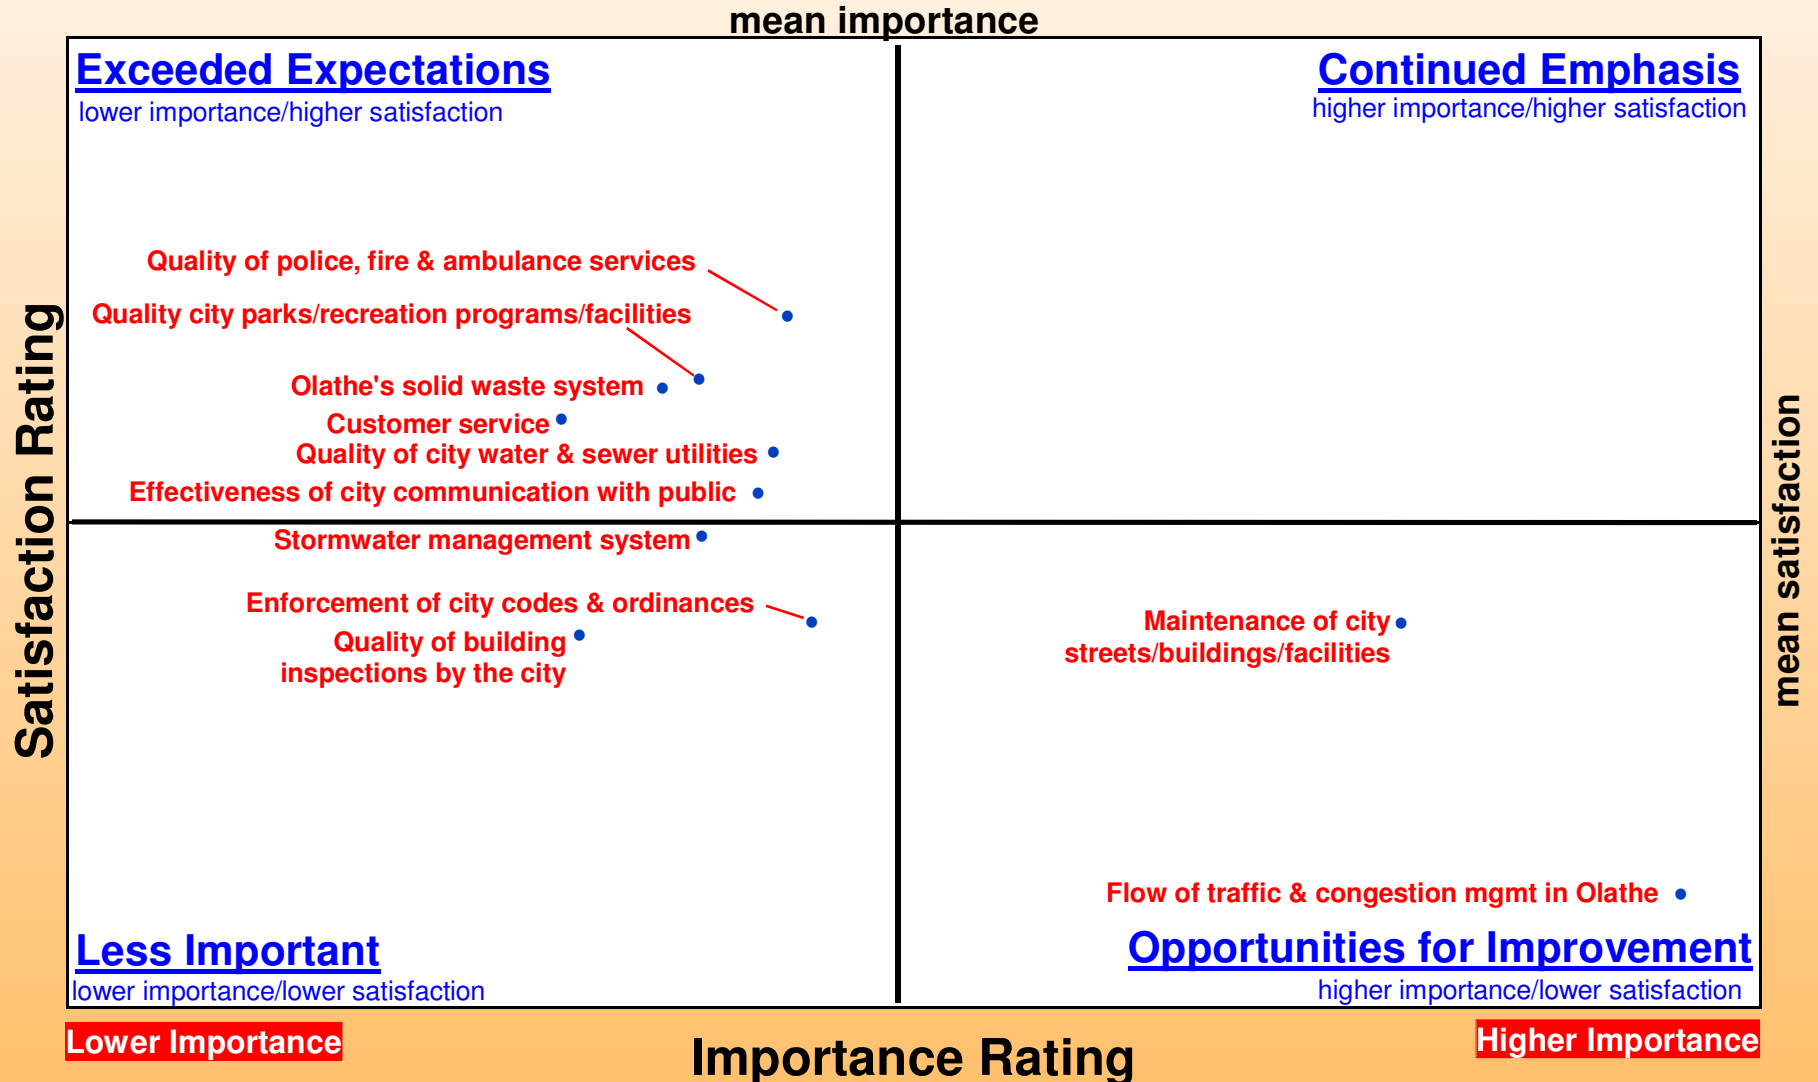 mean importance
Exceeded Expectations
lower importance/higher satisfaction
Continued Emphasis
higher importance/higher satisfaction
Quality of police, fire & ambulance services
Quality city parks/recreation programs/facilities
Olathe's solid waste system
Customer service
Quality of city water & sewer utilities
Effectiveness of city communication with public
Satisfaction Rating
mean satisfaction
Stormwater management system
Enforcement of city codes & ordinances
Quality of building
inspections by the city
Maintenance of city
streets/buildings/facilities
Flow of traffic & congestion mgmt in Olathe
Less Important
lower importance/lower satisfaction
Opportunities for Improvement
higher importance/lower satisfaction
Lower Importance
Importance Rating
Higher Importance